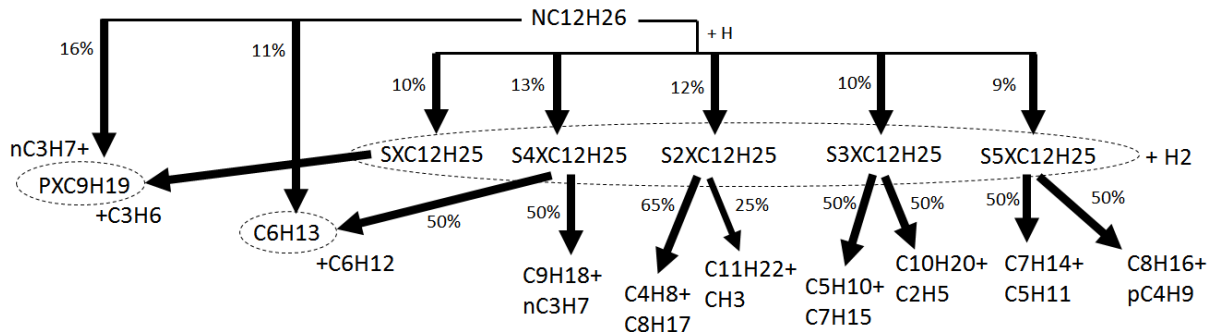 NC12H26
+ H
16%
11%
10%
13%
12%
10%
9%
nC3H7+
SXC12H25
S4XC12H25
S2XC12H25
S3XC12H25
S5XC12H25
+ H2
PXC9H19
+C3H6
C6H13
+C6H12
50%
50%
65%
25%
50%
50%
50%
50%
C9H18+
nC3H7
C4H8+
C8H17
C11H22+
CH3
C5H10+
C7H15
C10H20+
C2H5
C7H14+
C5H11
C8H16+
pC4H9